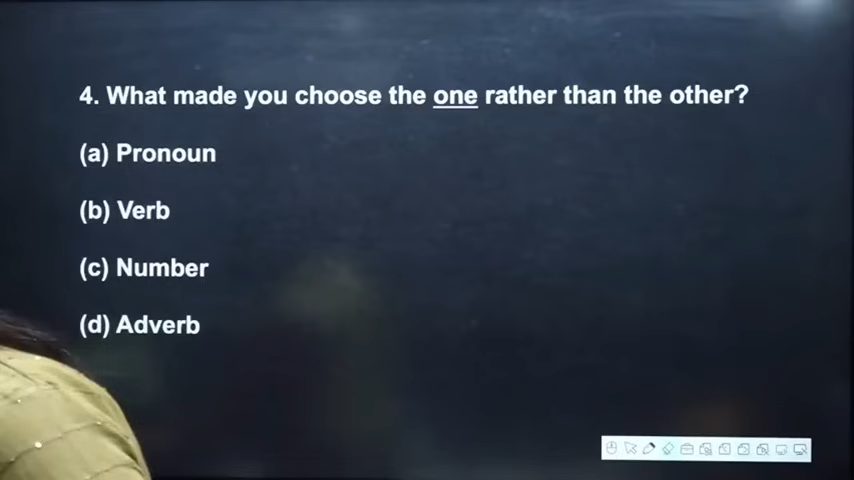 4. What made you choose the one rather than the other?
(a) Pronoun
(b) Verb
(c) Number
(d) Adverb